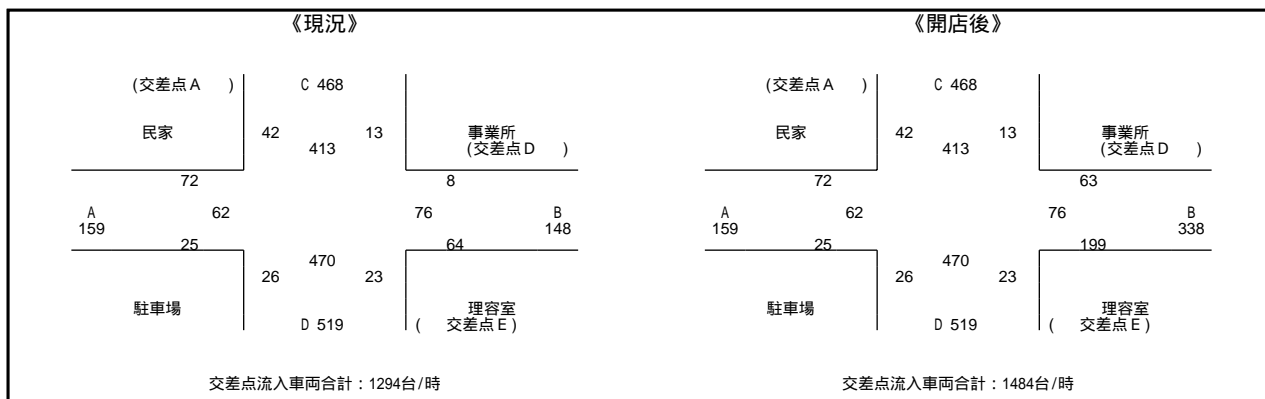 《現況》
(交差点A )
C 468
民家
42
13
413
事業所
(交差点D )
72
8
A
159
62
76
B
148
25
64
470
26
23
駐車場
理容室
D 519
( 交差点E)
交差点流入車両合計：1294台/時
《開店後》
(交差点A )
C 468
民家
42
13
413
事業所
(交差点D )
72
63
A
159
62
76
B
338
25
199
470
26
23
駐車場
理容室
D 519
( 交差点E)
交差点流入車両合計：1484台/時